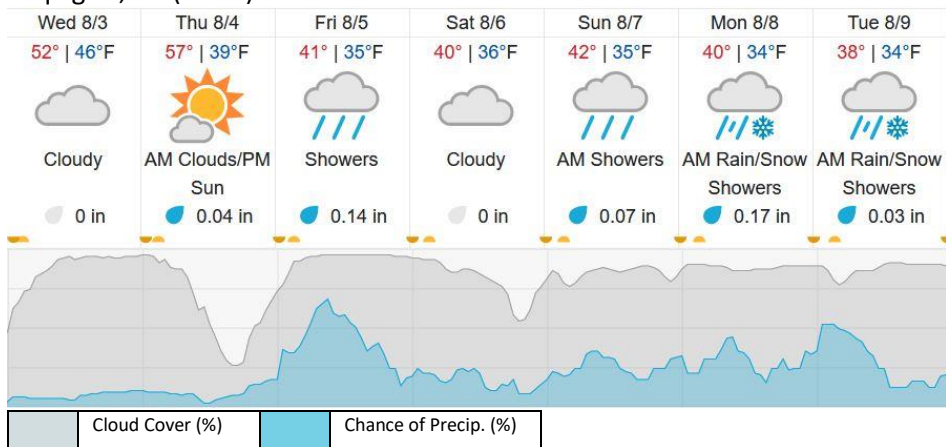 Wed 8/3 Thu 8/4 Fri 8/5 Sat 8/6 Sun 8/7 Mon 8/8 Tue 8/9
52° | 46°F 57° | 39°F 41° | 35°F 40° | 36°F 42° | 35°F 40° | 34°F 38° | 34°F
Cloudy AM Clouds/PM Showers Cloudy AM Showers AM Rain/Snow AM Rain/Snow
Sun Showers Showers
0 in 0.04 in 0.14 in 0 in 0.07 in 0.17 in 0.03 in
Cloud Cover (%) Chance of Precip. (%)